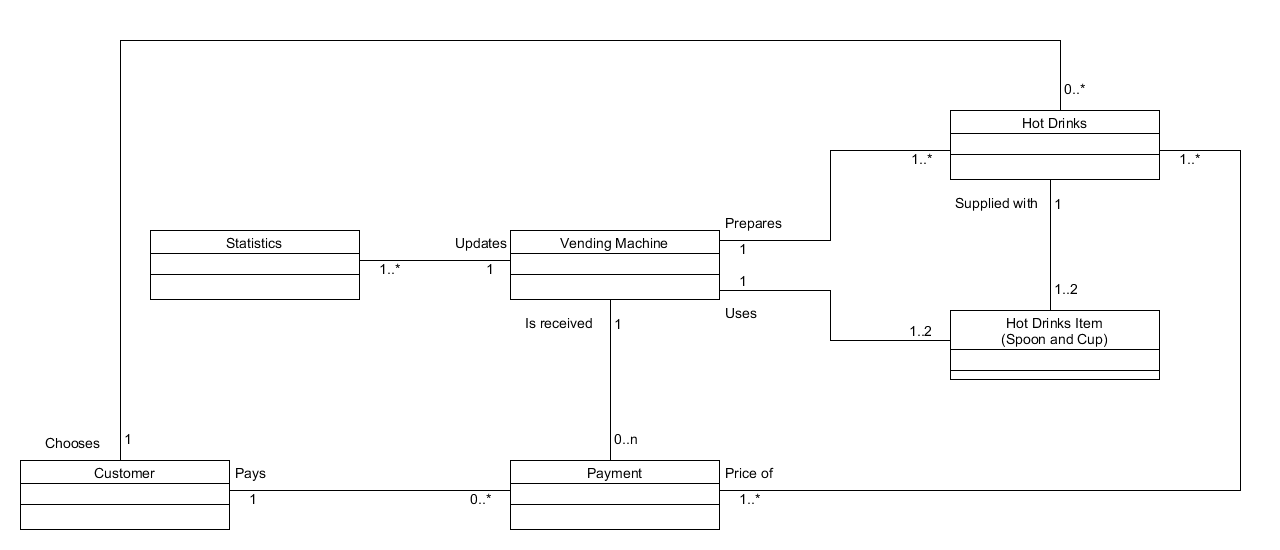 0..*
Hot Drinks
1..*
1..*
Supplied with
1
Prepares
Statistics
Updates
Vending Machine
1
1..*
1
1
1..2
Uses
Is received
1
Hot Drinks Item
(Spoon and Cup)
1..2
Chooses
1
0..n
Customer
Pays
Payment
Price of
1
0..*
1..*